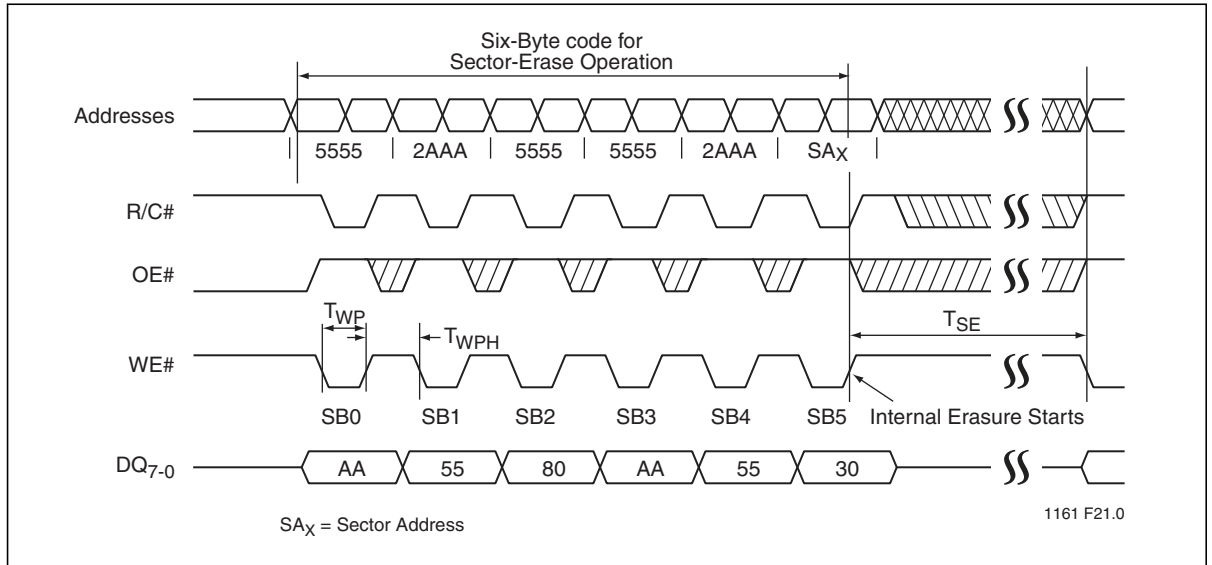 Six-Byte code for
Sector-Erase Operation
Addresses
5555 2AAA 5555 5555 2AAA SAX
R/C#
OE#
TWP
TWPH
TSE
WE#
SB0 SB1 SB2 SB3 SB4 SB5 Internal Erasure Starts
DQ7-0 AA 55 80 AA 55 30
SAX = Sector Address
1161 F21.0